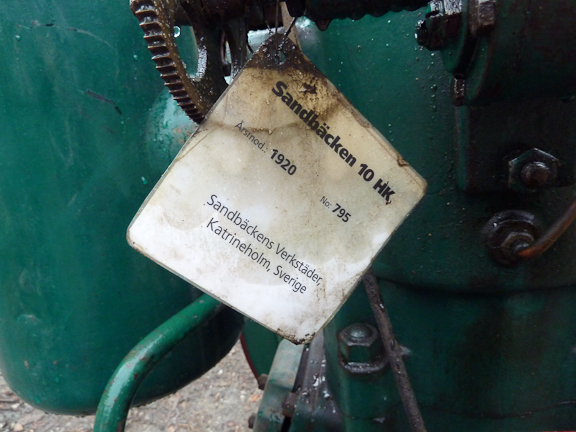 Sandbäcken 10 HK,
Årsmod.: 1920
No: 795
Sandbäckens Verkstäder,
Katrineholm, Sverige